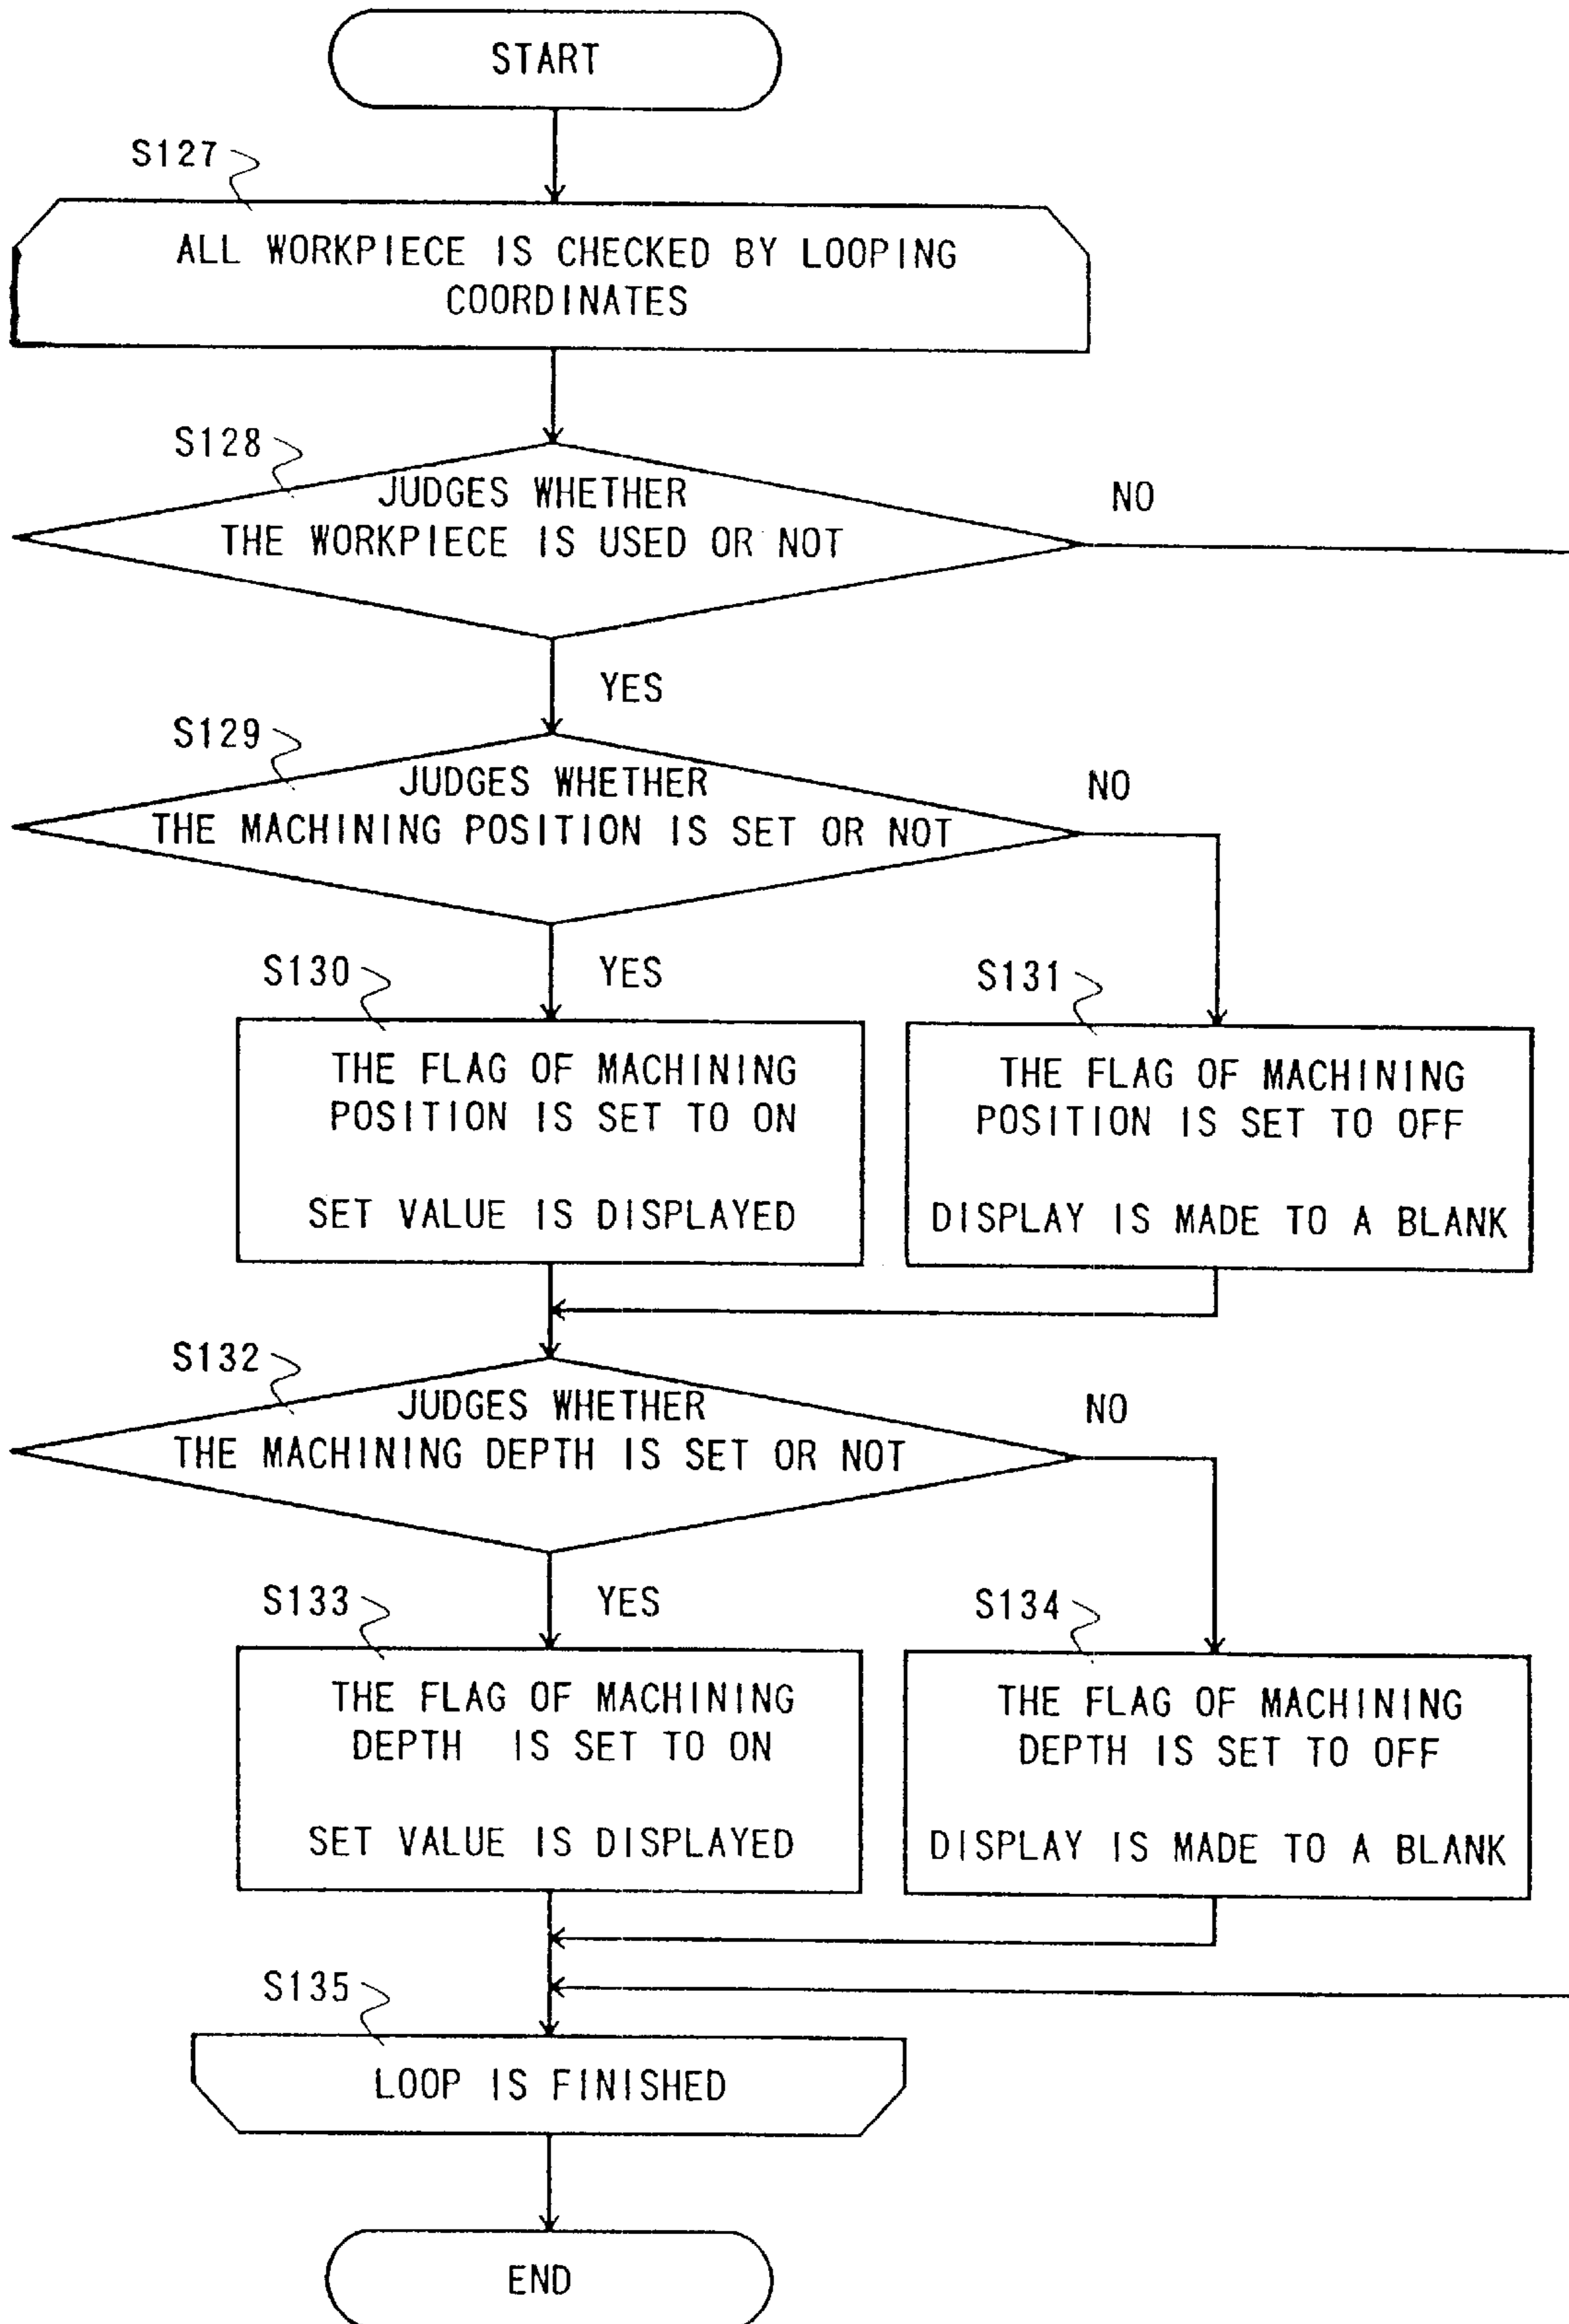 START
S127
ALL WORKPIECE IS CHECKED BY LOOPING
COORDINATES
S128
JUDGES WHETHER
THE WORKPIECE IS USED OR NOT
NO
YES
S129
JUDGES WHETHER
THE MACHINING POSITION IS SET OR NOT
NO
S130
YES
S131
THE FLAG OF MACHINING
POSITION IS SET TO ON
SET VALUE IS DISPLAYED
THE FLAG OF MACHINING
POSITION IS SET TO OFF
DISPLAY IS MADE TO A BLANK
S132
JUDGES WHETHER
THE MACHINING DEPTH IS SET OR NOT
NO
S133
YES
S134
THE FLAG OF MACHINING
DEPTH IS SET TO ON
SET VALUE IS DISPLAYED
THE FLAG OF MACHINING
DEPTH IS SET TO OFF
DISPLAY IS MADE TO A BLANK
S135
LOOP IS FINISHED
END